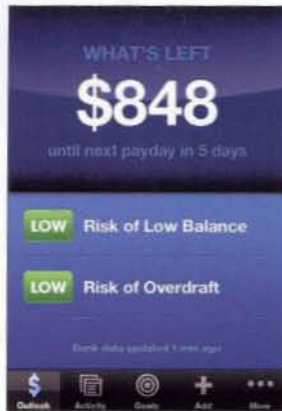 WHAT'S LEFT
$848
until next payday in 5 days
LOW Risk of Low Balance
LOW Risk of Overdraft
Bank data updated 1 min ago
$
Outlook Activity Goals Add More